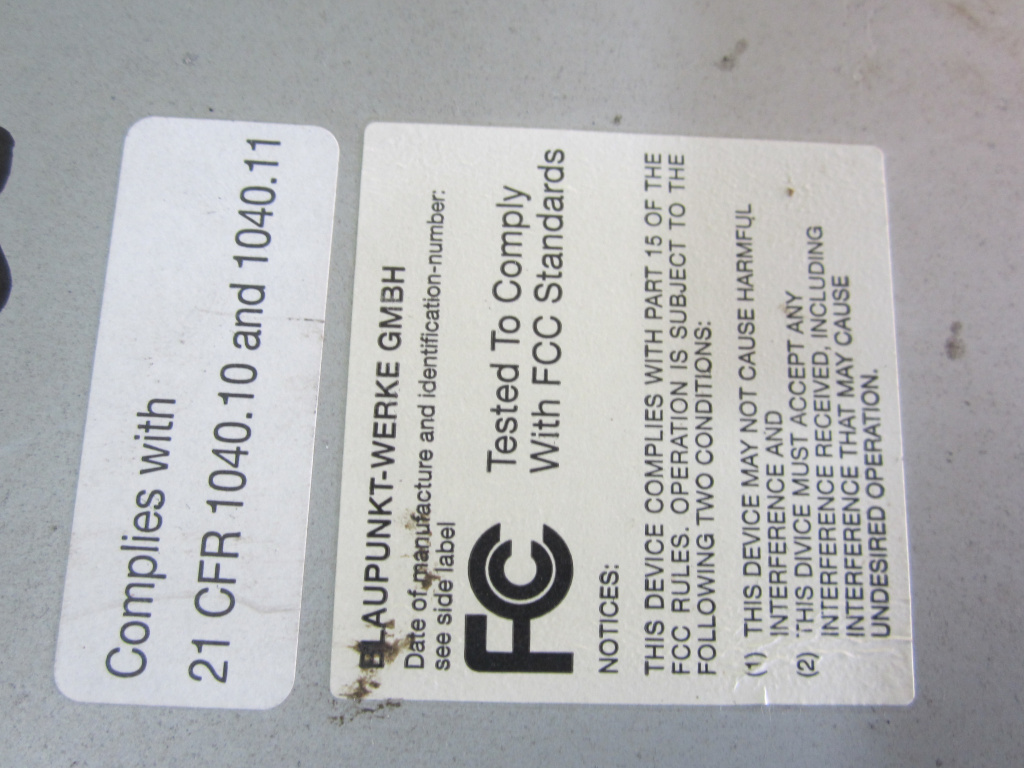 Complies with
21 CFR 1040.10 and 1040.11
BLAUPUNKT-WERKE GMBH
Date of manufacture and identification-number:
see side label
FC Tested To Comply
With FCC Standards
NOTICES:
THIS DEVICE COMPLIES WITH PART 15 OF THE
FCC RULES. OPERATION IS SUBJECT TO THE
FOLLOWING TWO CONDITIONS:
(1) THIS DEVICE MAY NOT CAUSE HARMFUL
INTERFERENCE AND
(2) THIS DIVICE MUST ACCEPT ANY
INTERFERENCE RECEIVED, INCLUDING
INTERFERENCE THAT MAY CAUSE
UNDESIRED OPERATION.